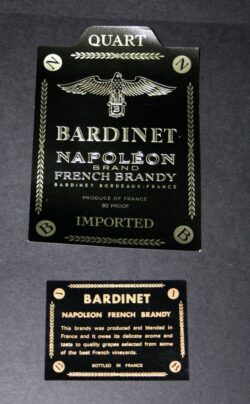 QUART
N N
B
BARDINET
NAPOLÉON
BRAND
FRENCH BRANDY
BARDINET BORDEAUX-FRANCE
PRODUCE OF FRANCE
80 PROOF
IMPORTED
B B
BARDINET
NAPOLEON FRENCH BRANDY
This brandy was produced and blended in
France and it owes its delicate aroma and
taste to quality grapes selected from some
of the best French vineyards.
BOTTLED IN FRANCE